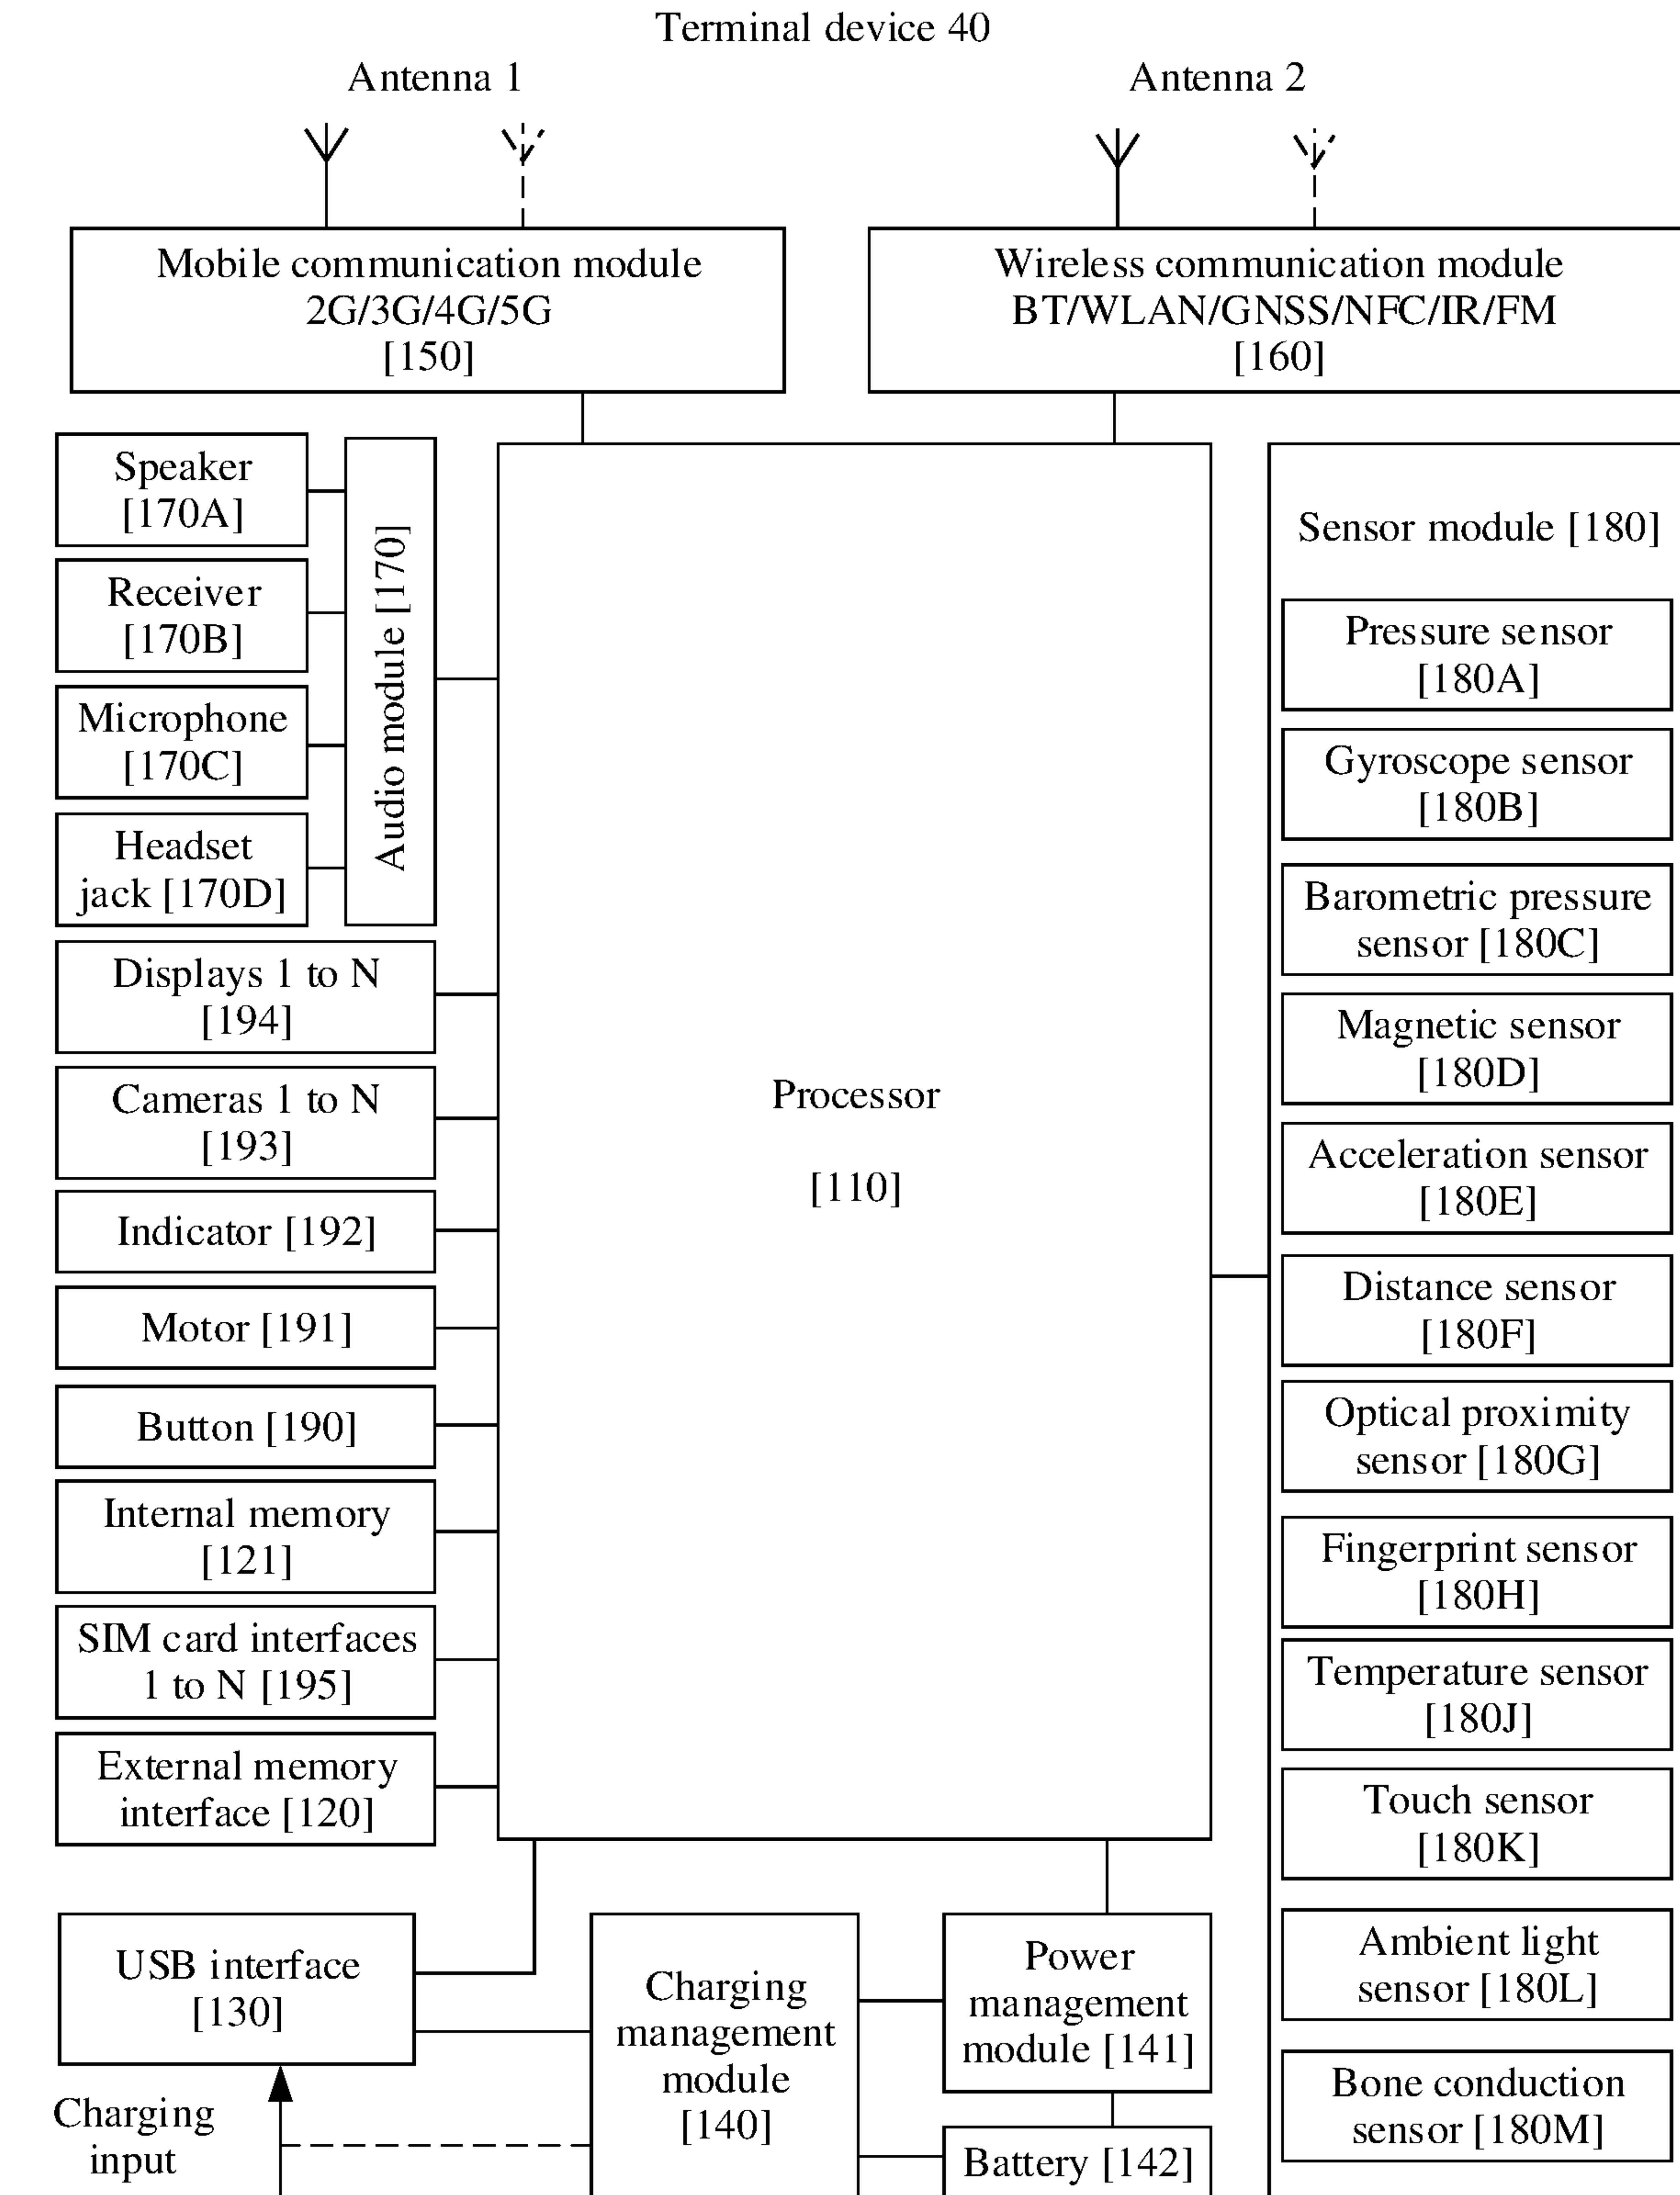 Terminal device 40
Antenna 1
Antenna 2
Mobile communication module
2G/3G/4G/5G
[150]
Wireless communication module
BT/WLAN/GNSS/NFC/IR/FM
[160]
Speaker
[170A]
Receiver
[170B]
Microphone
[170C]
Headset
jack [170D]
Audio module [170]
Displays 1 to N
[194]
Cameras 1 to N
[193]
Indicator [192]
Motor [191]
Button [190]
Internal memory
[121]
SIM card interfaces
1 to N [195]
External memory
interface [120]
Processor
[110]
Sensor module [180]
Pressure sensor
[180A]
Gyroscope sensor
[180B]
Barometric pressure
sensor [180C]
Magnetic sensor
[180D]
Acceleration sensor
[180E]
Distance sensor
[180F]
Optical proximity
sensor [180G]
Fingerprint sensor
[180H]
Temperature sensor
[180J]
Touch sensor
[180K]
Ambient light
sensor [180L]
Bone conduction
sensor [180M]
USB interface
[130]
Charging
input
Charging
management
module
[140]
Power
management
module [141]
Battery [142]